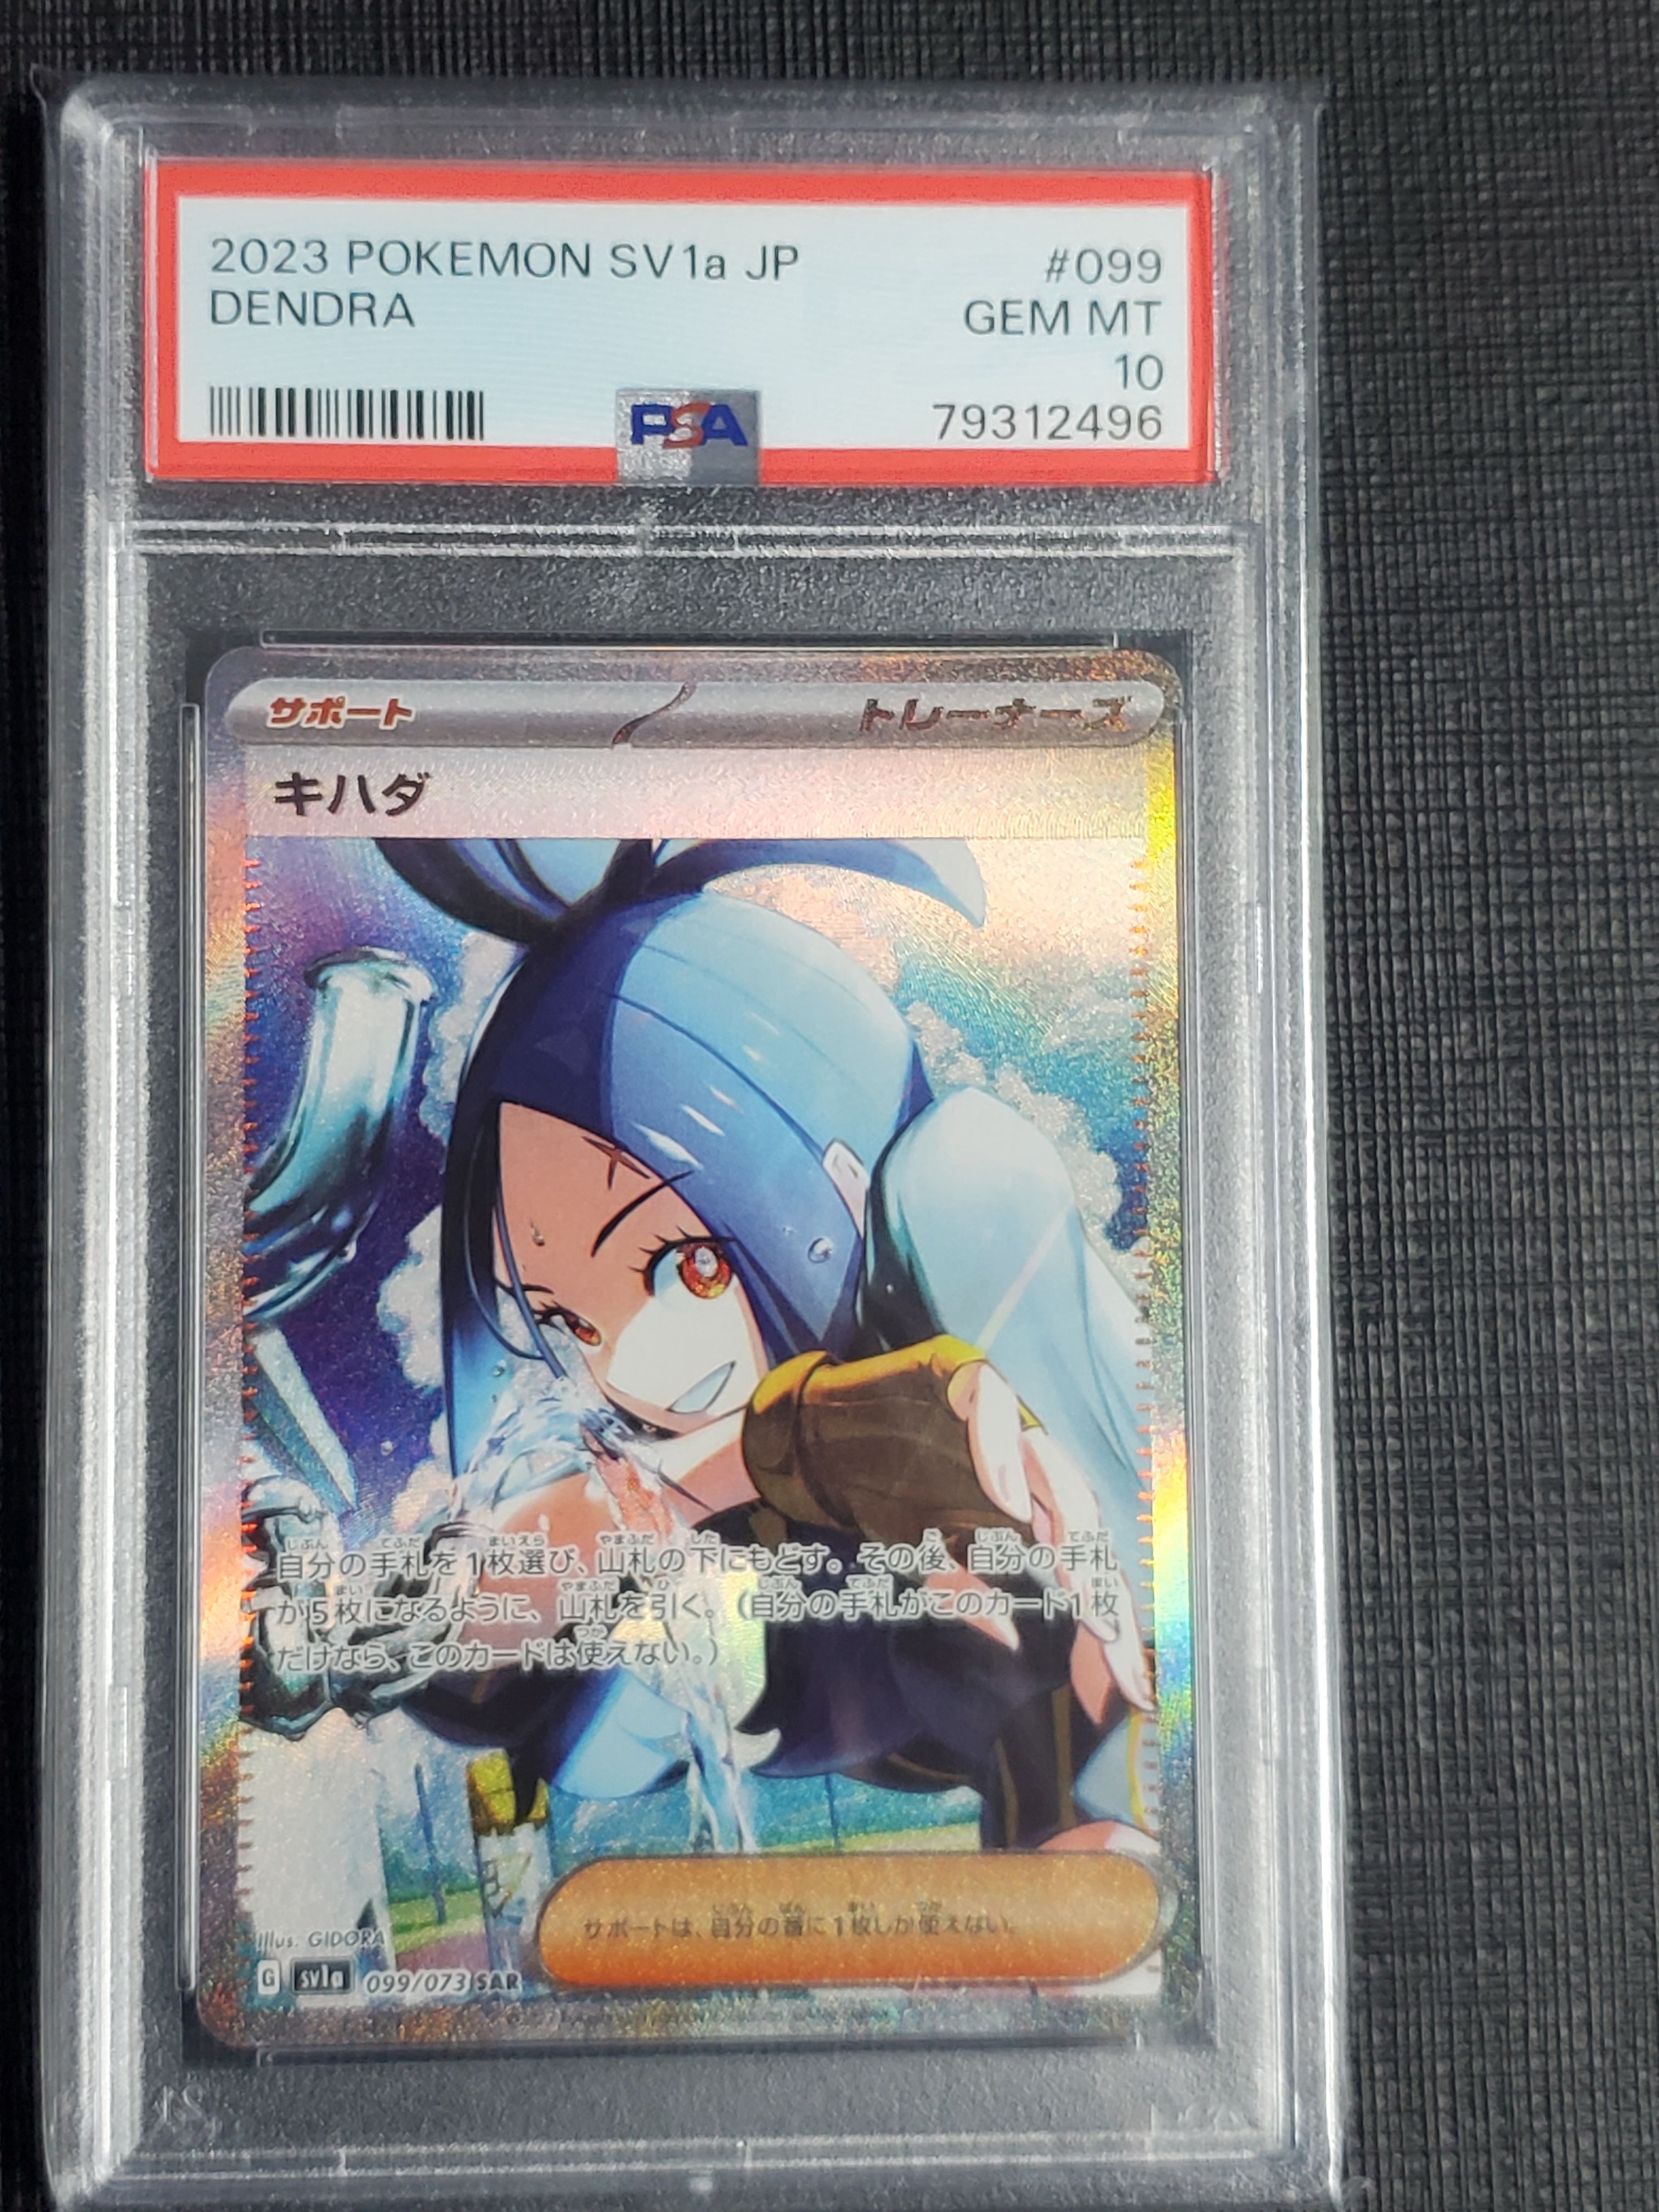 2023 POKEMON SV1a JP #099
DENDRA GEM MT
10
PSA 79312496
サポート トレーナーズ
キハダ
自分の手札を1枚選び、山札の下にもどす。その後、自分の手札
が5枚になるように、山札を引く。(自分の手札がこのカード1枚
だけなら、このカードは使えない。)
サポートは、自分の番に1枚しか使えない。
Illus. GIDORA
G sv1a 099/073 SAR